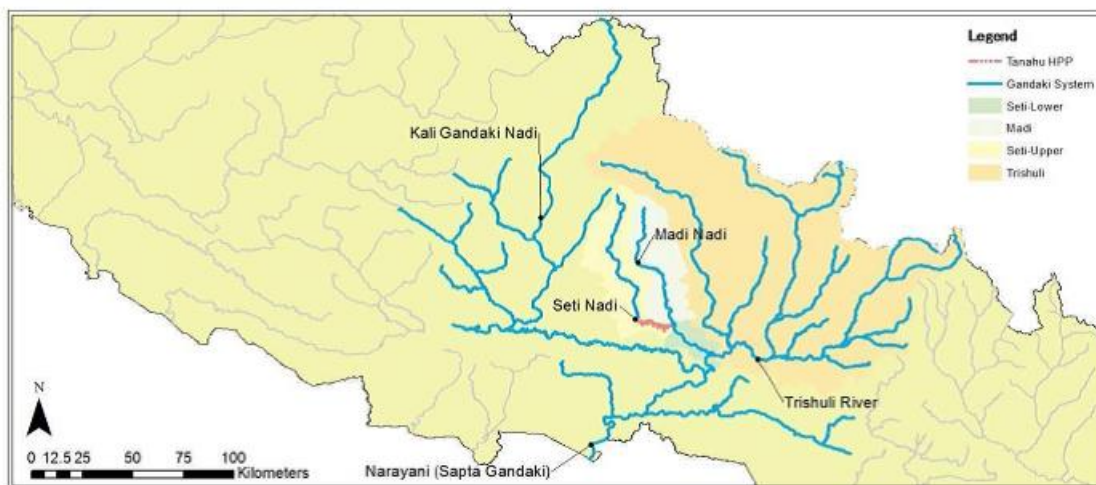 Legend
Tanahu HPP
Gandaki System
Seti-Lower
Madi
Seti-Upper
Trishuli
Kali Gandaki Nadi
Madi Nadi
Seti Nadi
Trishuli River
N
0 12.5 25 50 75 100
Kilometers
Narayani (Sapta Gandaki)